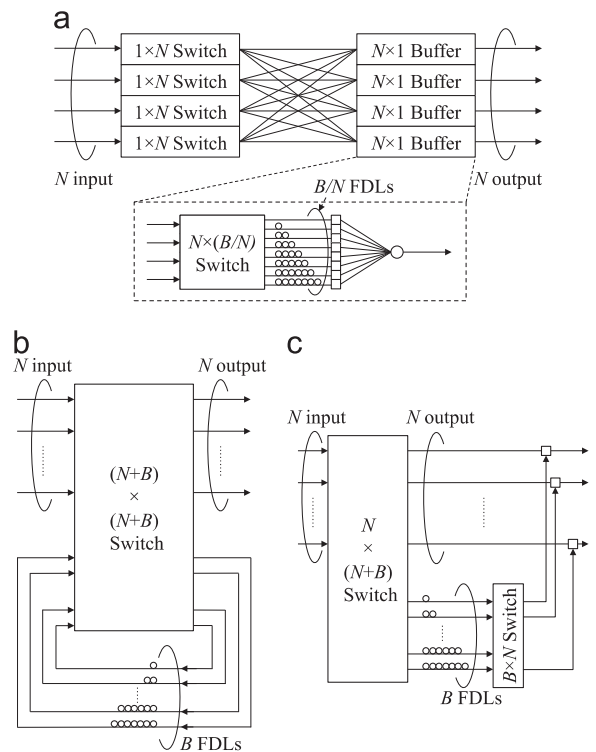 a
1×N Switch
N×1 Buffer
1×N Switch
N×1 Buffer
1×N Switch
N×1 Buffer
1×N Switch
N×1 Buffer
N input
N output
B/N FDLs
N×(B/N)
Switch
b
N input
N output
(N+B)
×
(N+B)
Switch
B FDLs
c
N input
N output
N
×
(N+B)
Switch
B×N Switch
B FDLs